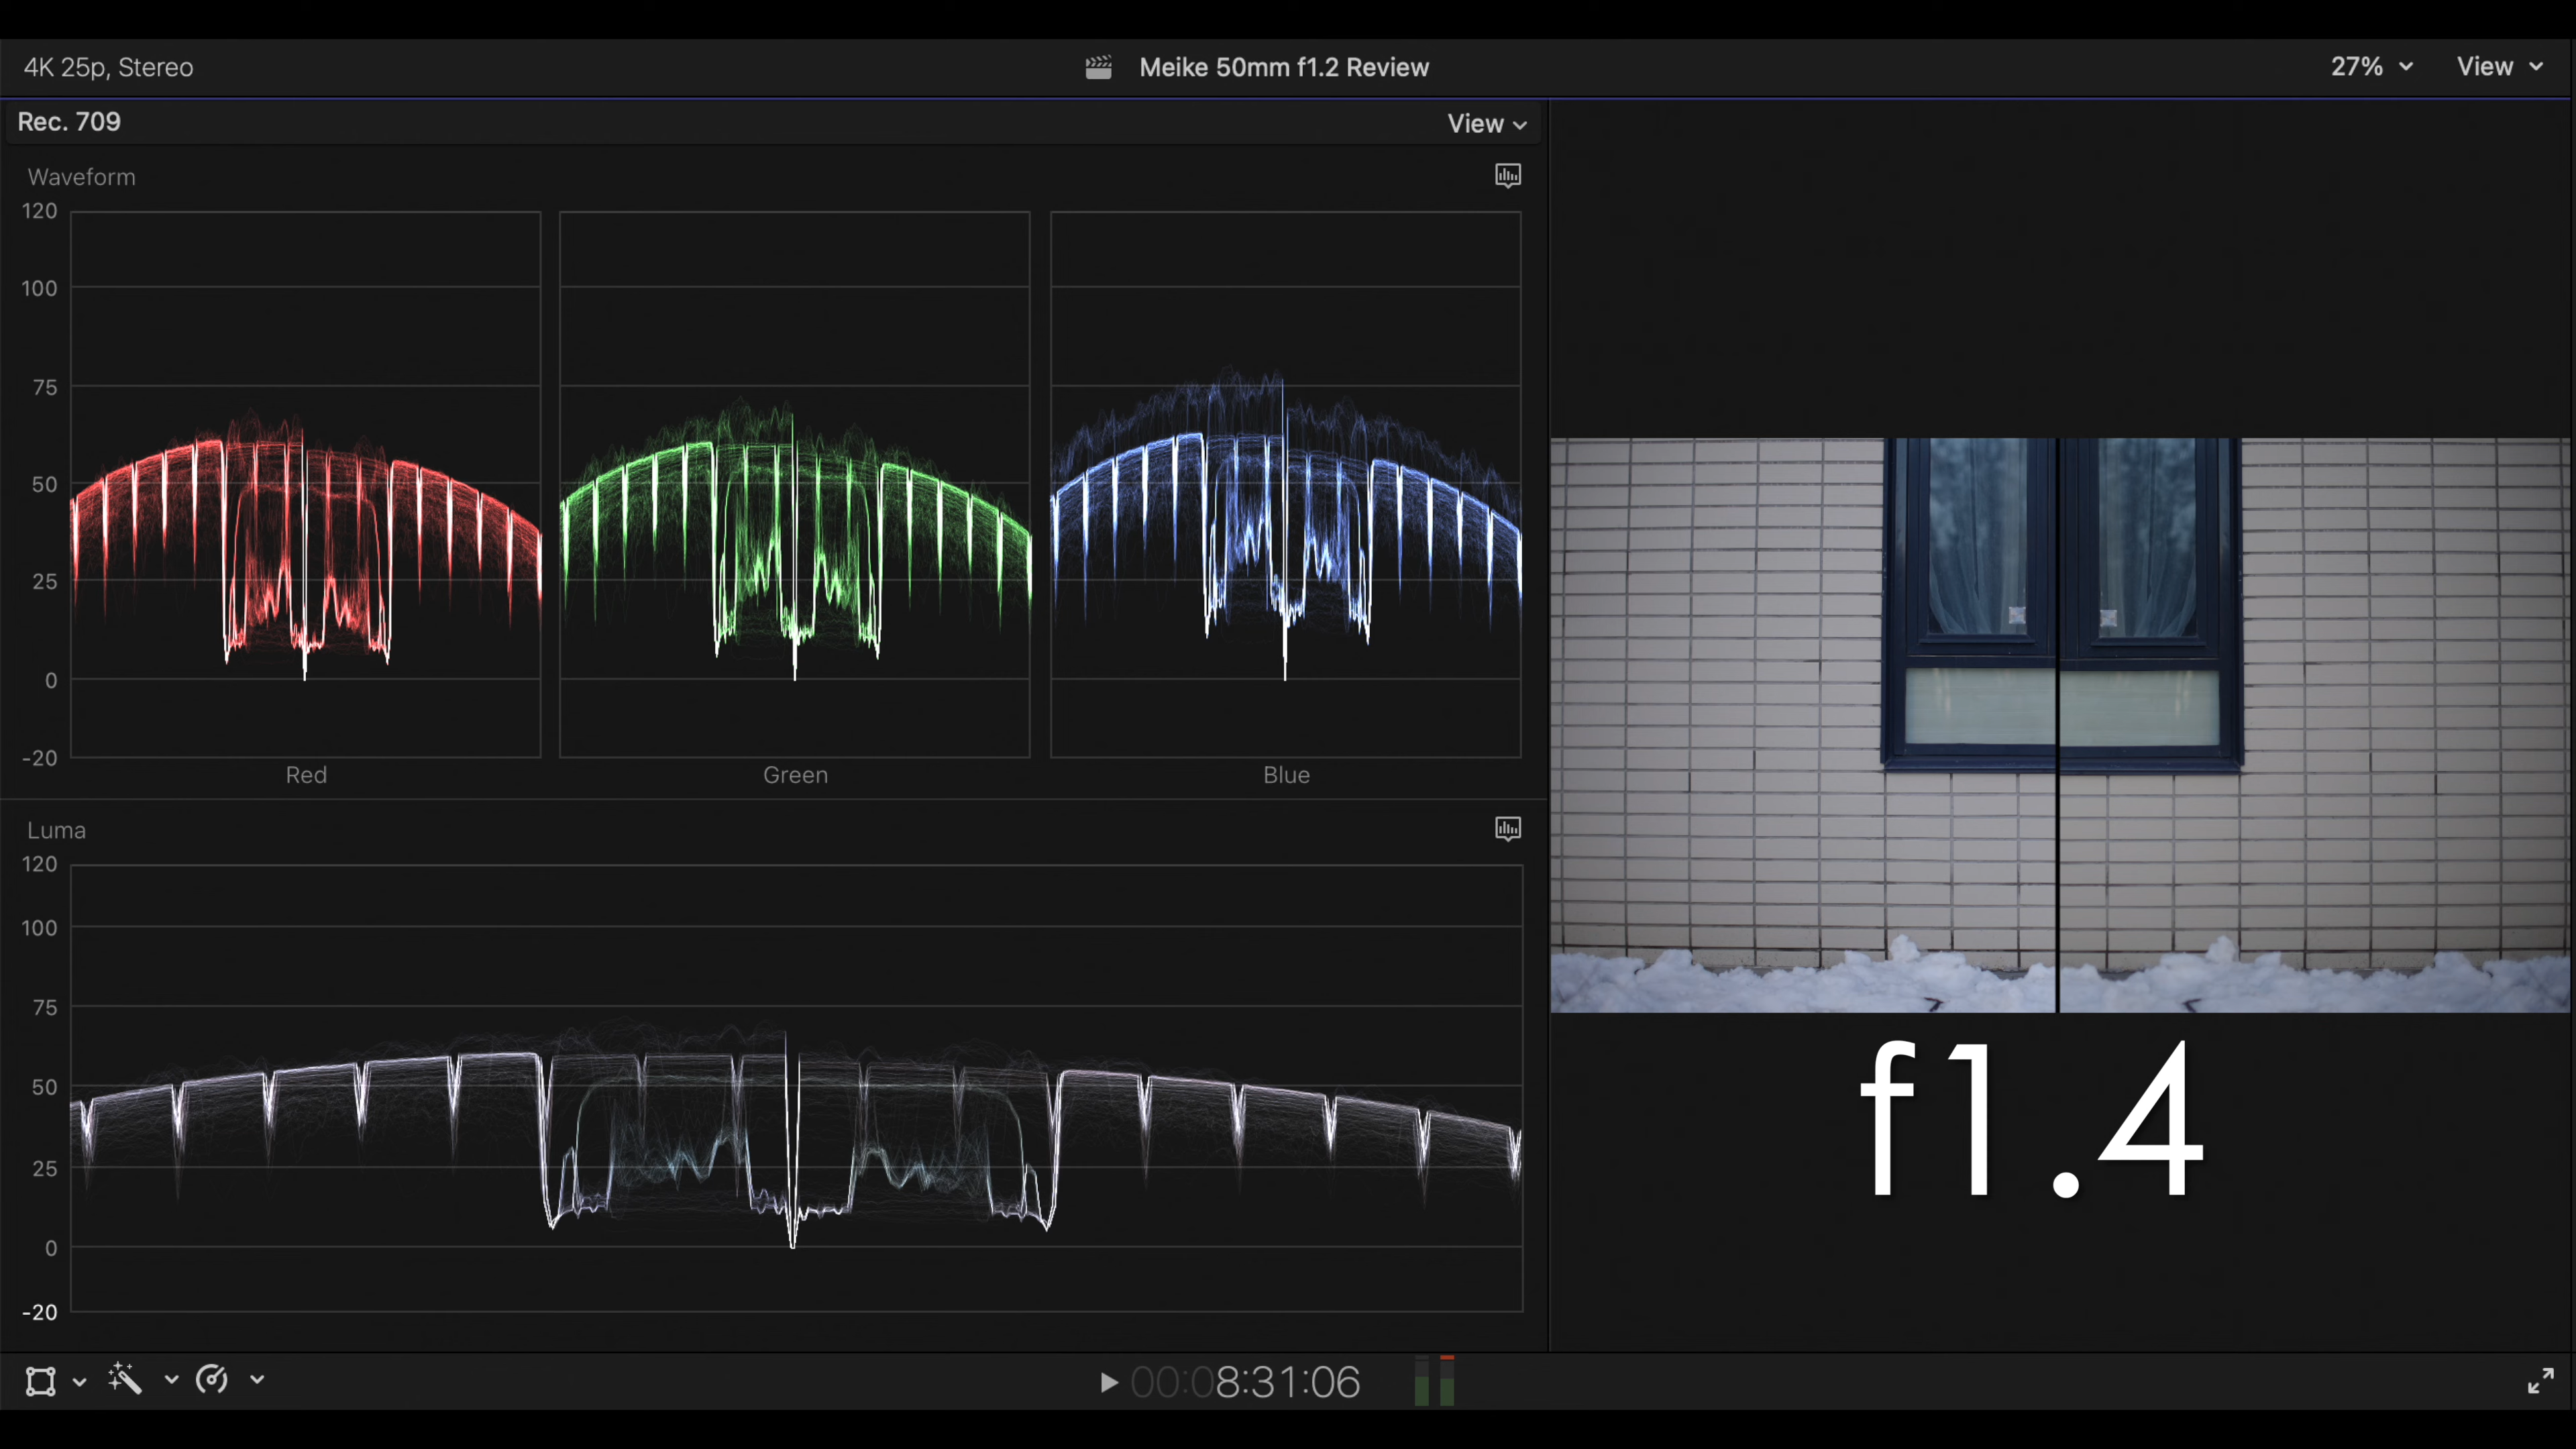 4K 25p, Stereo
Meike 50mm f1.2 Review
27%
View
Rec. 709
View
Waveform
120
100
75
50
25
0
-20
Red
Green
Blue
Luma
120
100
75
50
25
0
-20
f1.4
00:08:31:06